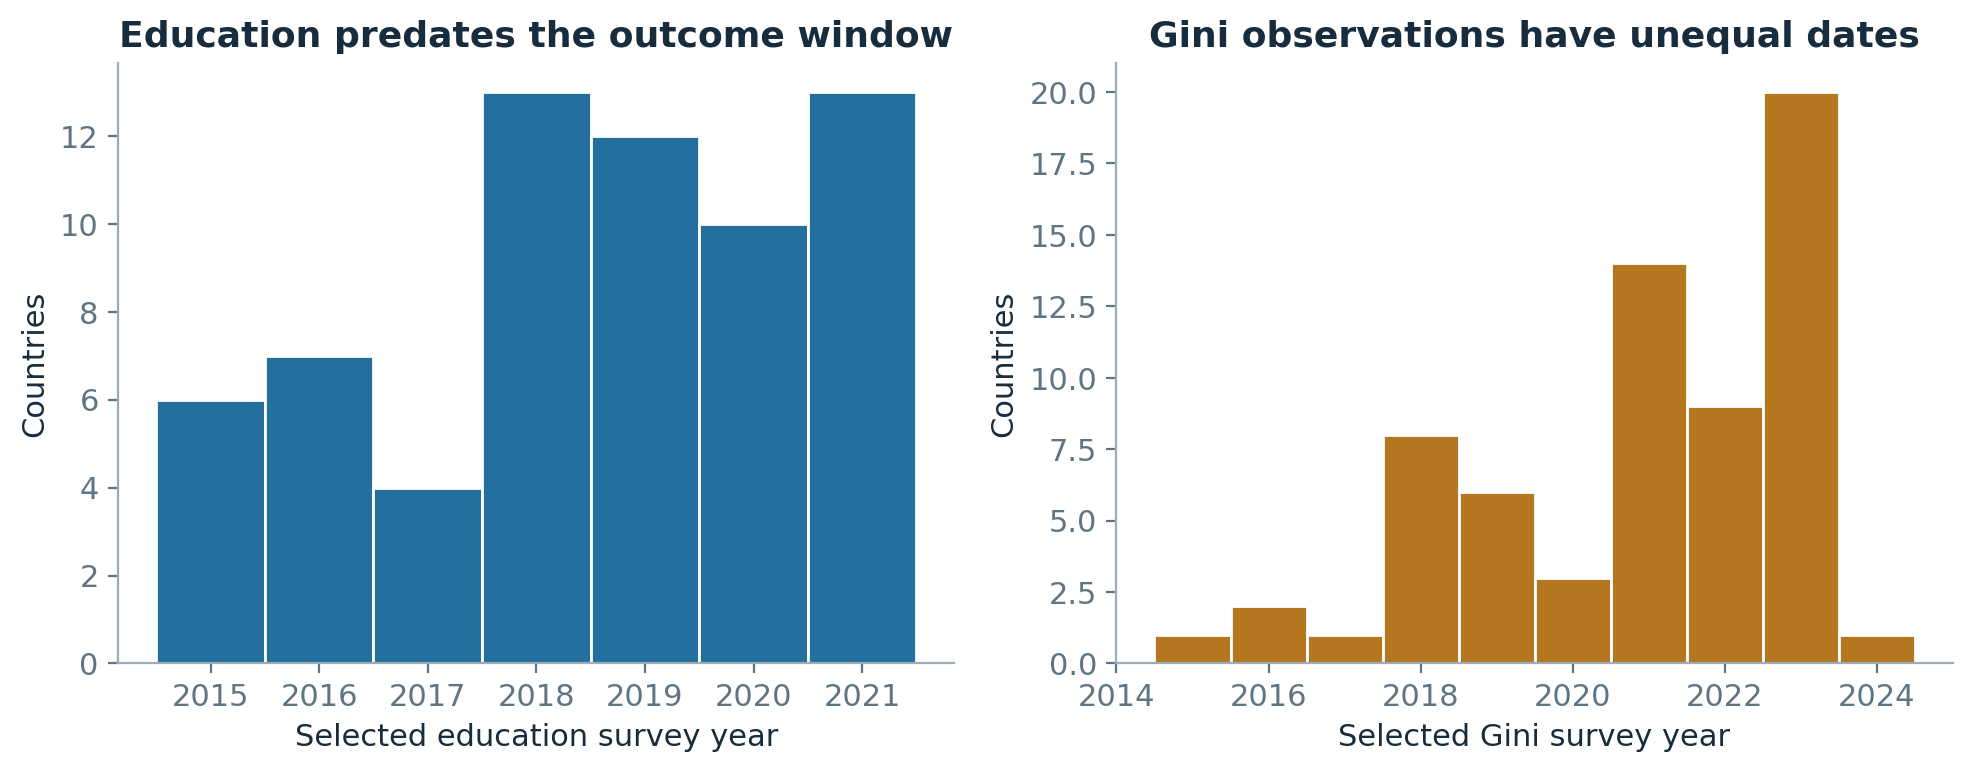 Education predates the outcome window
Countries
12
10
8
6
4
2
0
2015 2016 2017 2018 2019 2020 2021
Selected education survey year
Gini observations have unequal dates
Countries
20.0
17.5
15.0
12.5
10.0
7.5
5.0
2.5
0.0
2014 2016 2018 2020 2022 2024
Selected Gini survey year